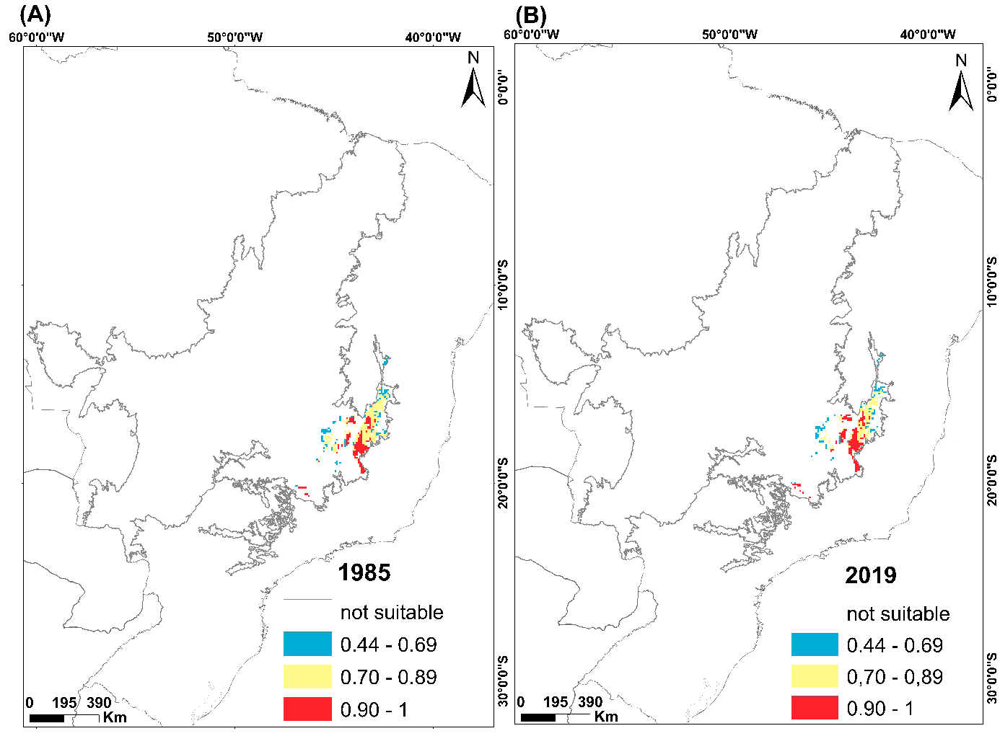 (A)
60°0'0"W 50°0'0"W 40°0'0"W
N
0°0'0"
10°0'0"S
20°0'0"S
30°0'0"S
1985
not suitable
0.44 - 0.69
0.70 - 0.89
0.90 - 1
0 195 390
Km
(B)
60°0'0"W 50°0'0"W 40°0'0"W
N
0°0'0"
10°0'0"S
20°0'0"S
30°0'0"S
2019
not suitable
0.44 - 0.69
0,70 - 0,89
0.90 - 1
0 195 390
Km